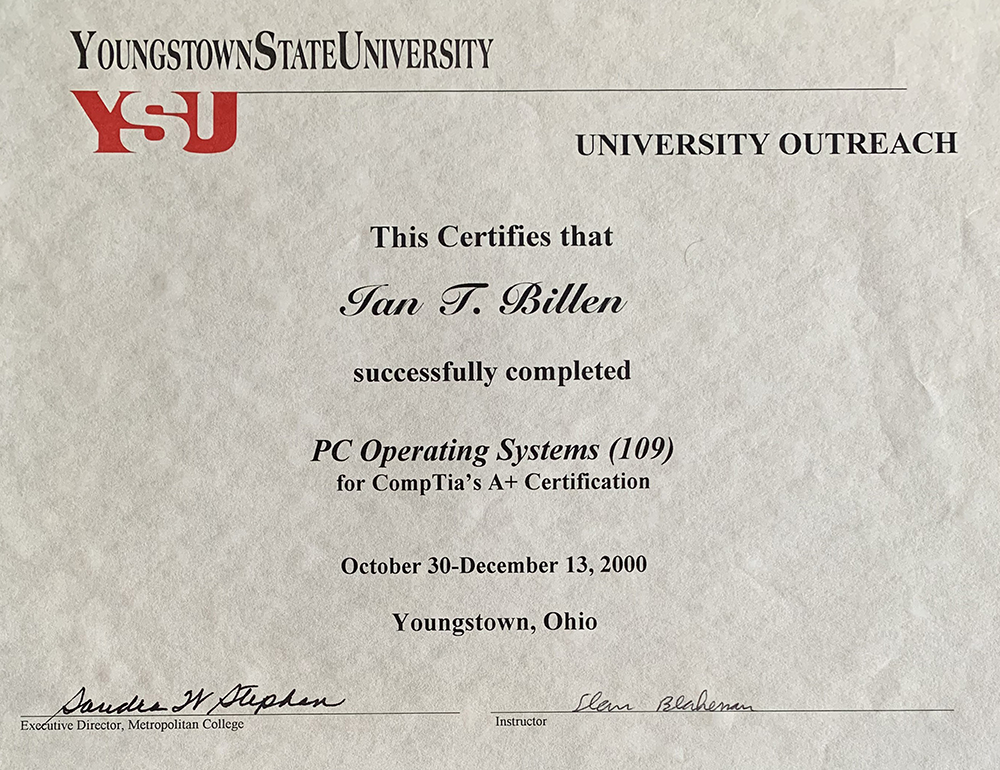 YOUNGSTOWNSTATEUNIVERSITY
YSU
UNIVERSITY OUTREACH
This Certifies that
Ian T. Billen
successfully completed
PC Operating Systems (109)
for CompTia's A+ Certification
October 30-December 13, 2000
Youngstown, Ohio
Sandra W Stephan
Executive Director, Metropolitan College
Instructor